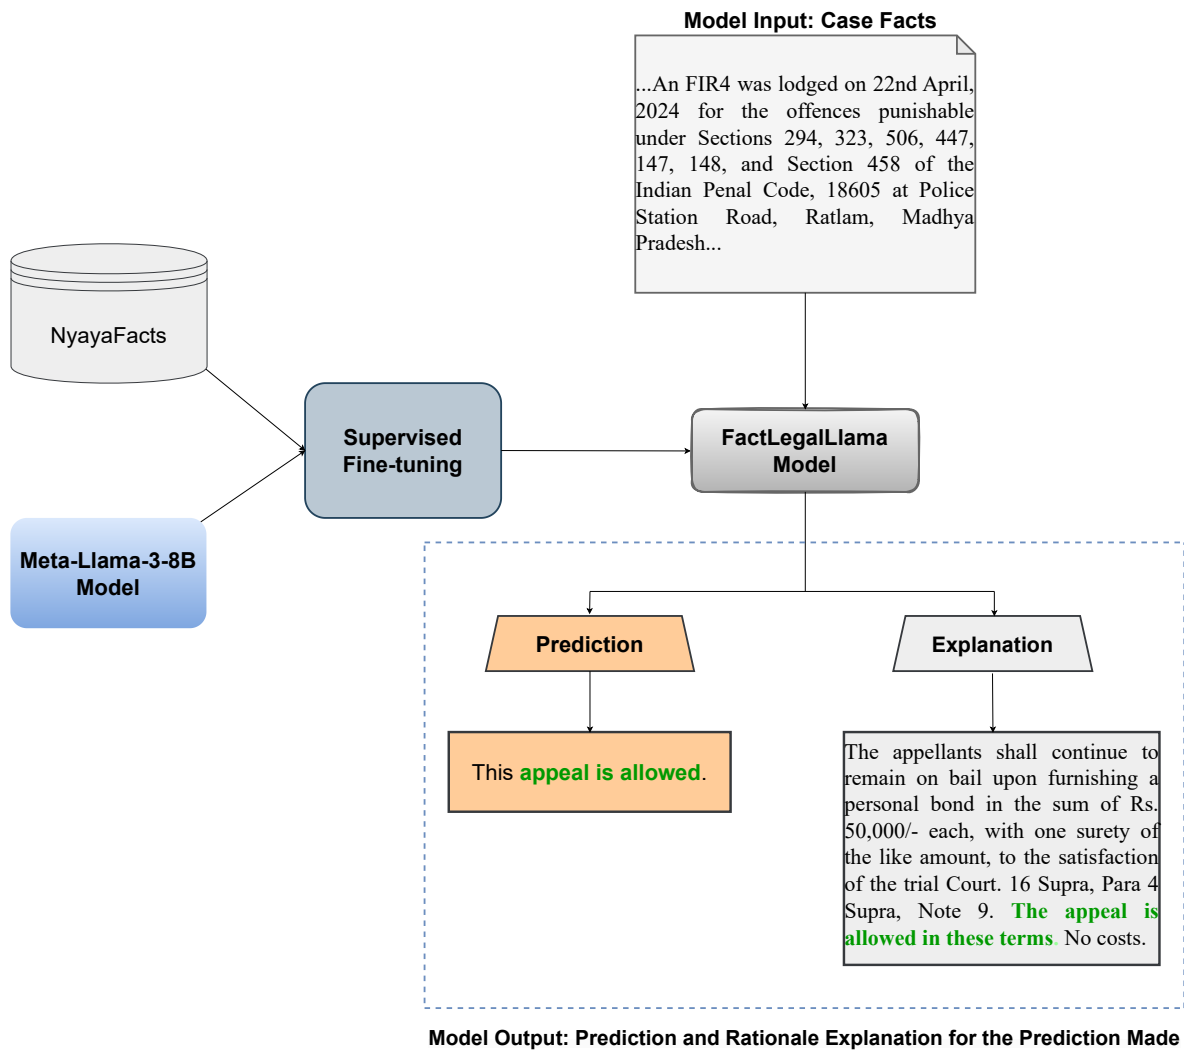 Model Input: Case Facts
...An FIR4 was lodged on 22nd April,
2024 for the offences punishable
under Sections 294, 323, 506, 447,
147, 148, and Section 458 of the
Indian Penal Code, 18605 at Police
Station Road, Ratlam, Madhya
Pradesh...
NyayaFacts
Supervised
Fine-tuning
FactLegalLlama
Model
Meta-Llama-3-8B
Model
Prediction
Explanation
This appeal is allowed.
The appellants shall continue to
remain on bail upon furnishing a
personal bond in the sum of Rs.
50,000/- each, with one surety of
the like amount, to the satisfaction
of the trial Court. 16 Supra, Para 4
Supra, Note 9. The appeal is
allowed in these terms. No costs.
Model Output: Prediction and Rationale Explanation for the Prediction Made